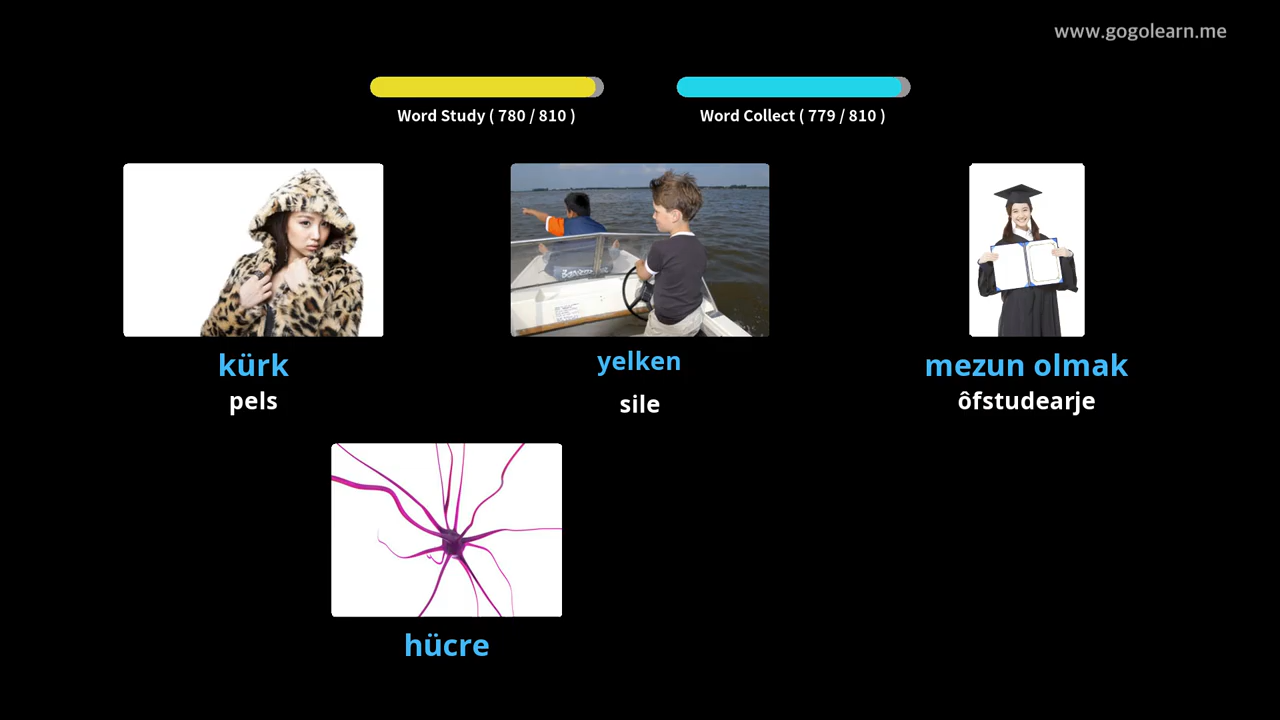 www.gogolearn.me
Word Study ( 780 / 810 )
Word Collect ( 779 / 810 )
kürk
pels
yelken
sile
mezun olmak
ôfstudearje
hücre